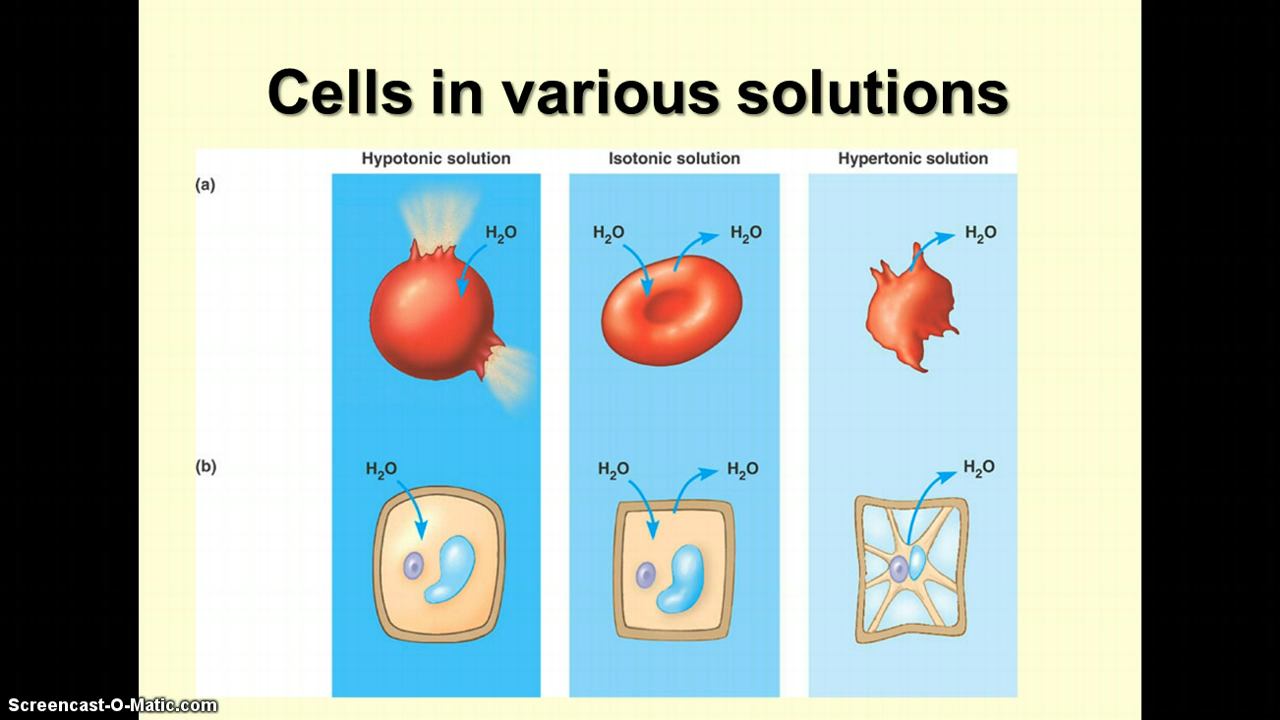 Cells in various solutions
Hypotonic solution
Isotonic solution
Hypertonic solution
(a)
H₂O
H₂O
H₂O
H₂O
(b)
H₂O
H₂O
H₂O
H₂O
Screencast-O-Matic.com